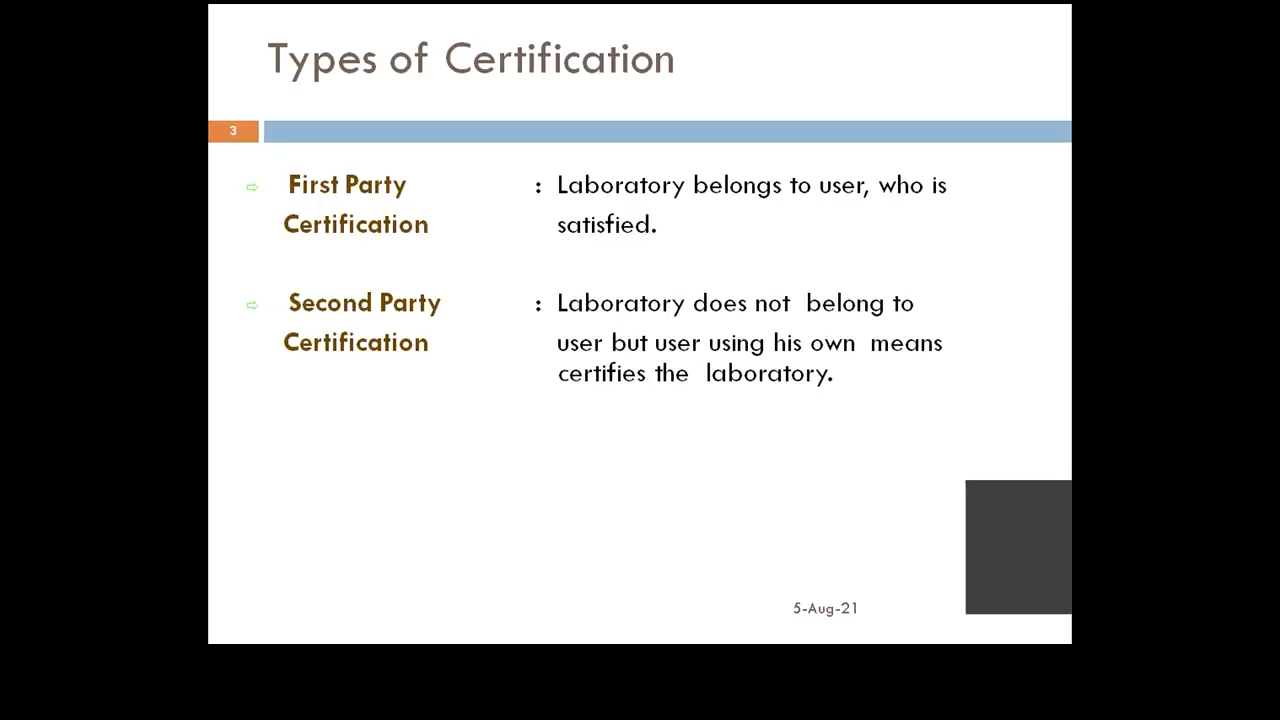 Types of Certification
3
⇨ First Party : Laboratory belongs to user, who is
Certification satisfied.
⇨ Second Party : Laboratory does not belong to
Certification user but user using his own means
certifies the laboratory.
5-Aug-21